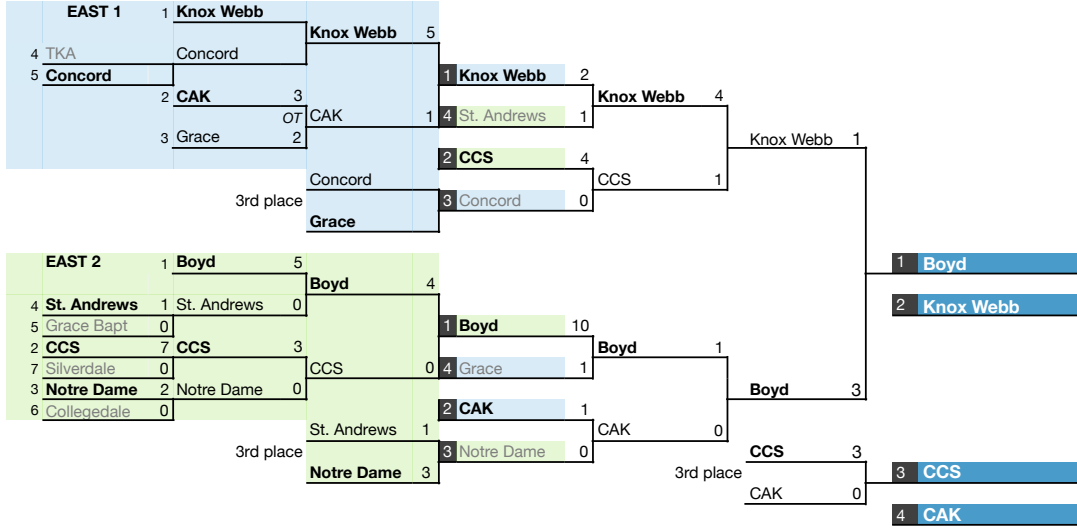 EAST 1 1 Knox Webb
Knox Webb 5
4 TKA Concord
5 Concord 1 Knox Webb 2
2 CAK 3 Knox Webb 4
OT CAK 1 4 St. Andrews 1
3 Grace 2 Knox Webb 1
2 CCS 4
Concord CCS 1
3rd place 3 Concord 0
Grace
EAST 2 1 Boyd 5 1 Boyd
Boyd 4
4 St. Andrews 1 St. Andrews 0 2 Knox Webb
5 Grace Bapt 0 1 Boyd 10
2 CCS 7 CCS 3 Boyd 1
7 Silverdale 0 CCS 0 4 Grace 1
3 Notre Dame 2 Notre Dame 0 Boyd 3
6 Collegedale 0 2 CAK 1
St. Andrews 1 CAK 0
3rd place 3 Notre Dame 0 CCS 3
Notre Dame 3 3rd place 3 CCS
CAK 0
4 CAK